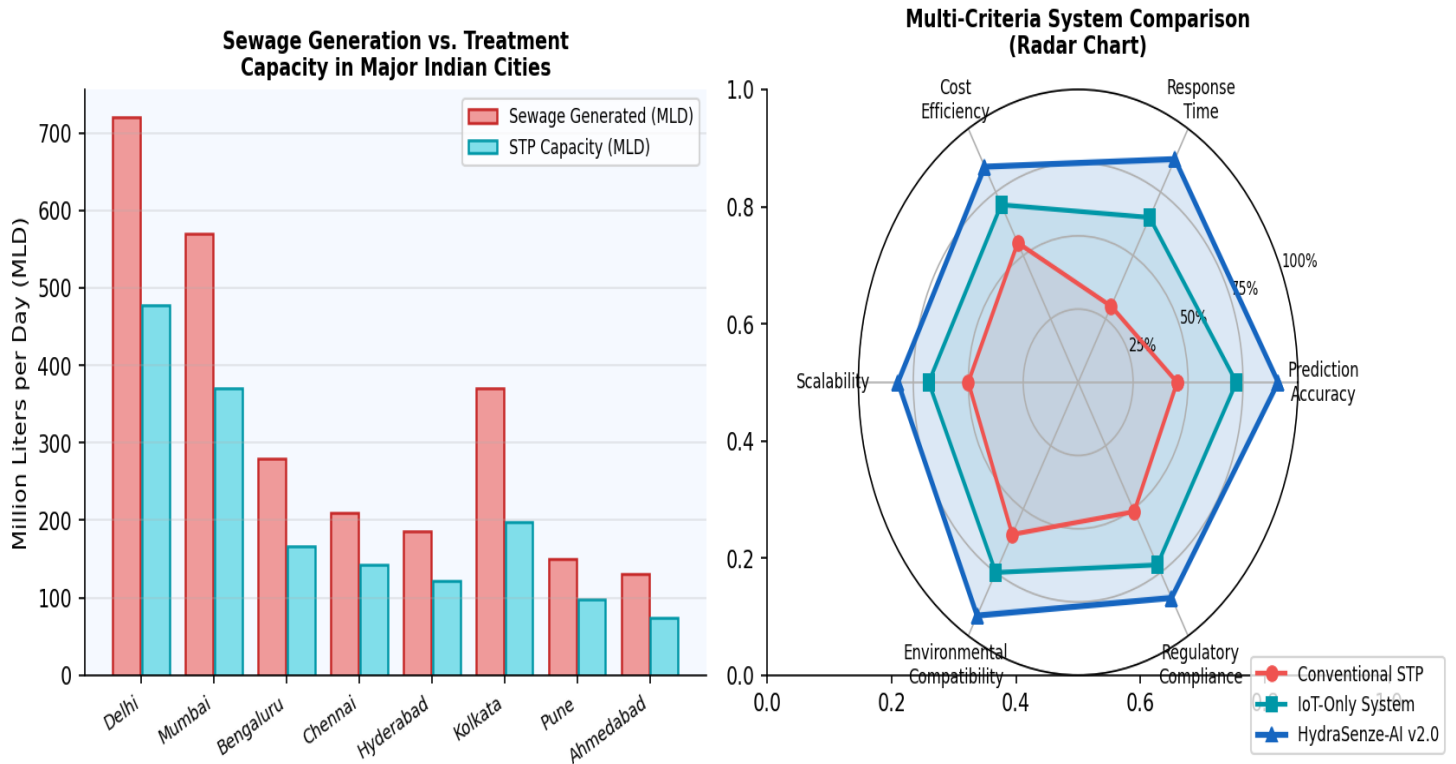 Sewage Generation vs. Treatment
Capacity in Major Indian Cities
Million Liters per Day (MLD)
700
600
500
400
300
200
100
0
Sewage Generated (MLD)
STP Capacity (MLD)
Delhi
Mumbai
Bengaluru
Chennai
Hyderabad
Kolkata
Pune
Ahmedabad
Multi-Criteria System Comparison
(Radar Chart)
1.0
0.8
0.6
0.4
0.2
0.0
0.0
0.2
0.4
0.6
0.8
1.0
Cost
Efficiency
Response
Time
100%
75%
50%
25%
Scalability
Prediction
Accuracy
Environmental
Compatibility
Regulatory
Compliance
Conventional STP
IoT-Only System
HydraSenze-AI v2.0